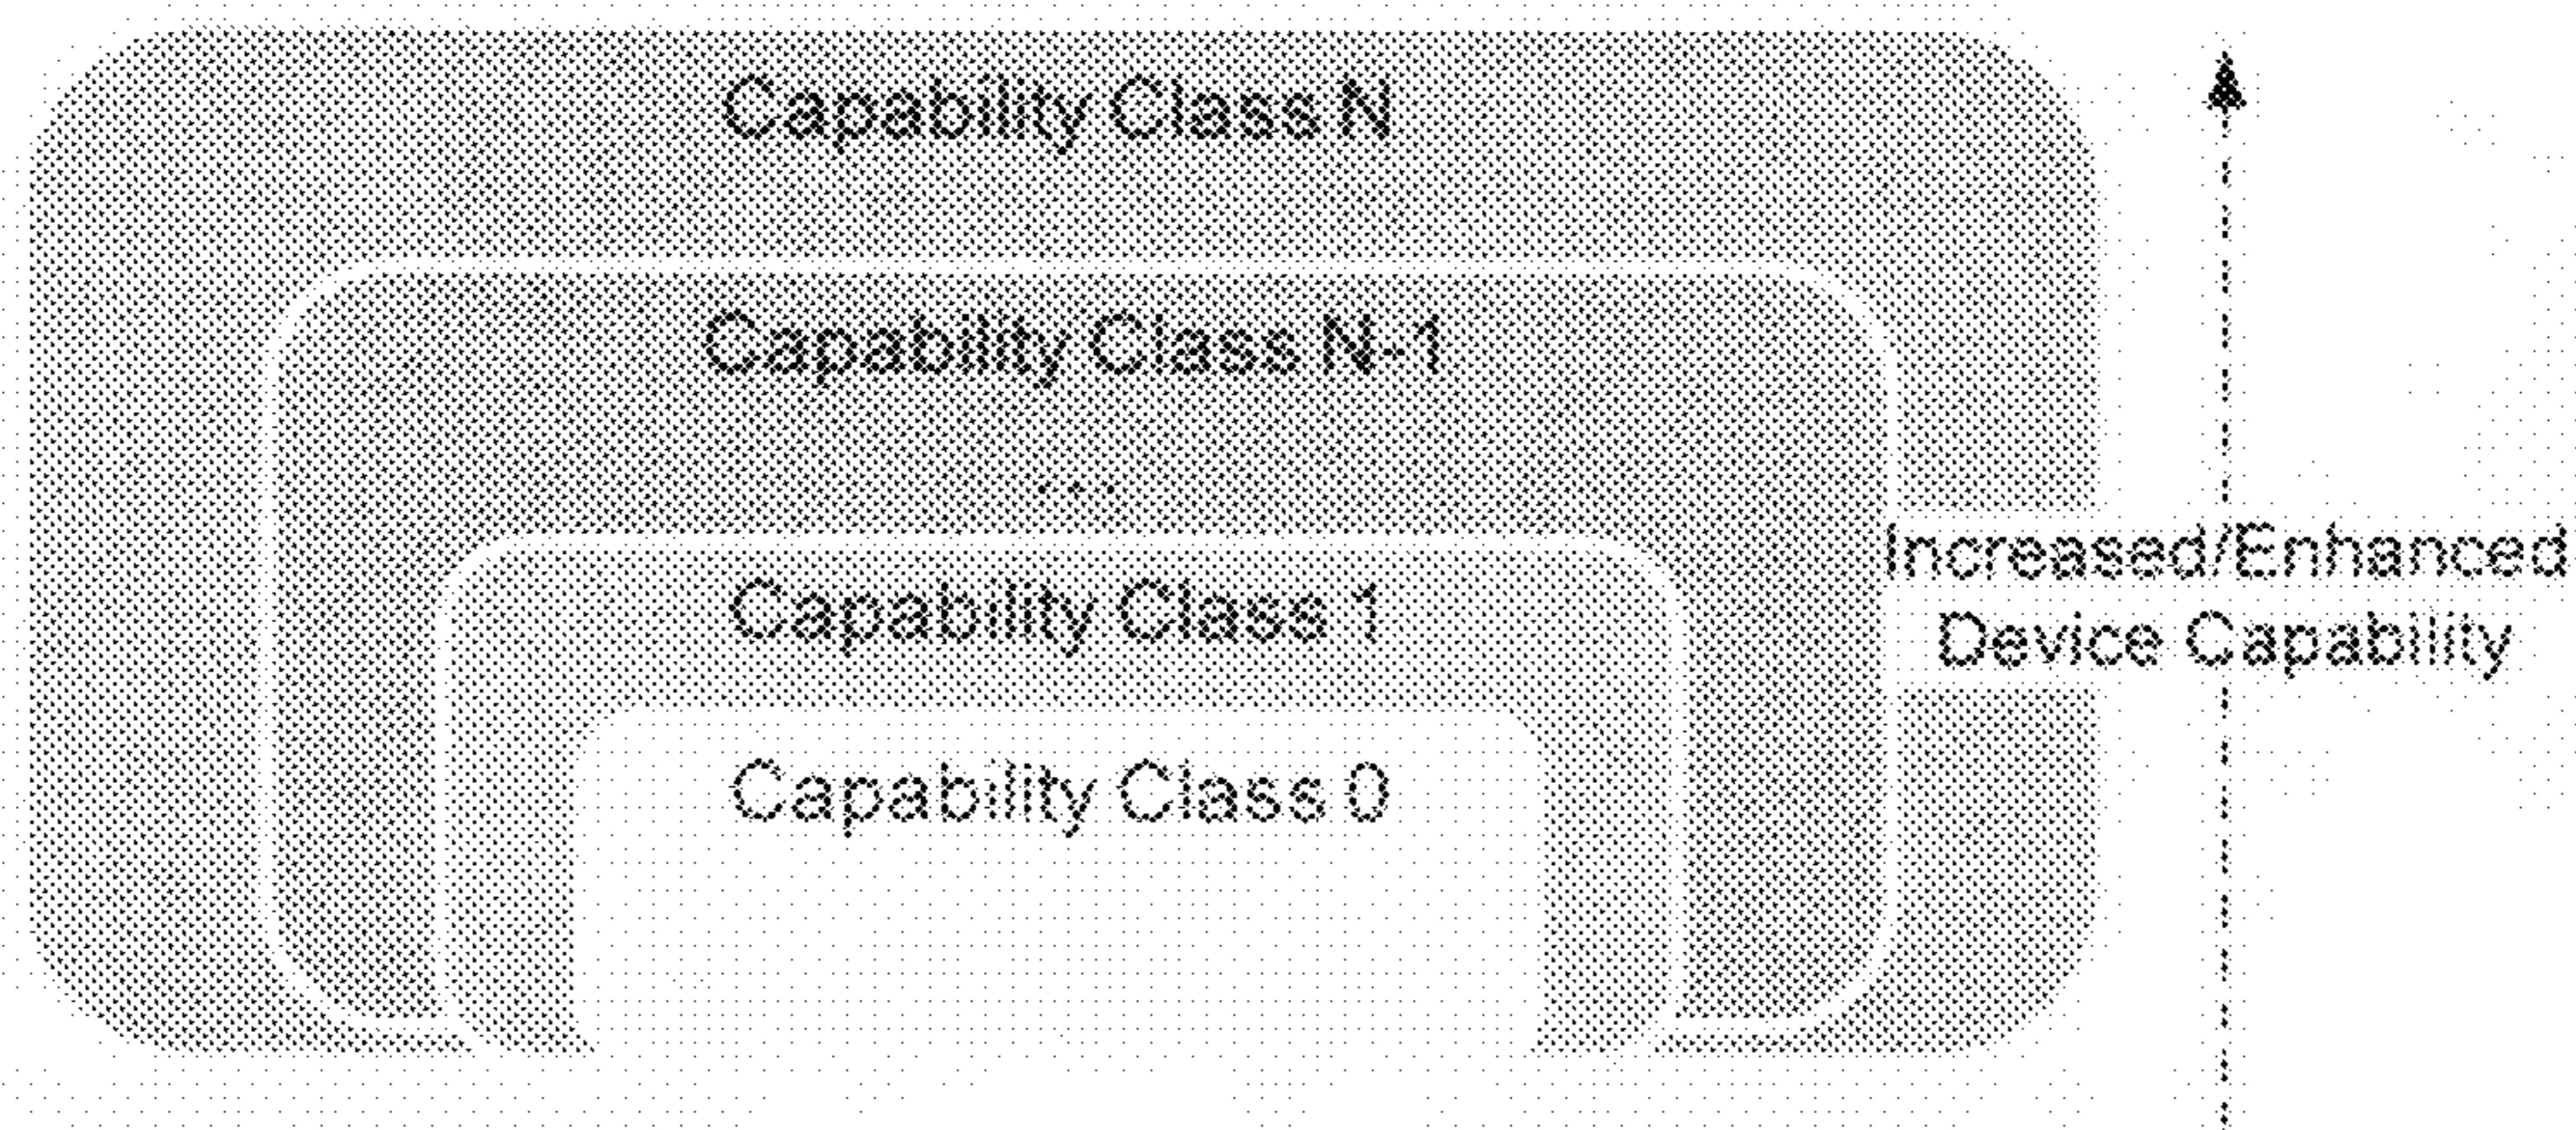 Capability Class N
Capability Class N-1
...
Capability Class 1
Capability Class 0
Increased/Enhanced
Device Capability